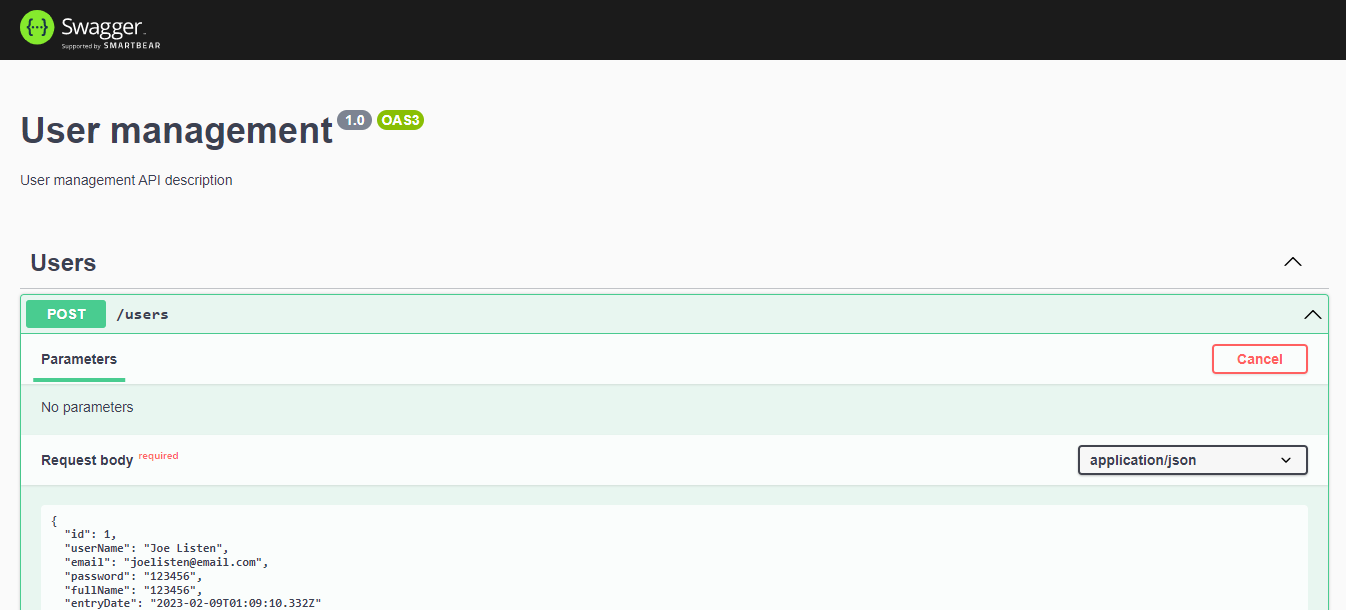 {···} Swagger
Supported by SMARTBEAR
User management 1.0 OAS3
User management API description
Users
POST /users
Parameters Cancel
No parameters
Request body required application/json
{
"id": 1,
"userName": "Joe Listen",
"email": "joelisten@email.com",
"password": "123456",
"fullName": "123456",
"entryDate": "2023-02-09T01:09:10.332Z"